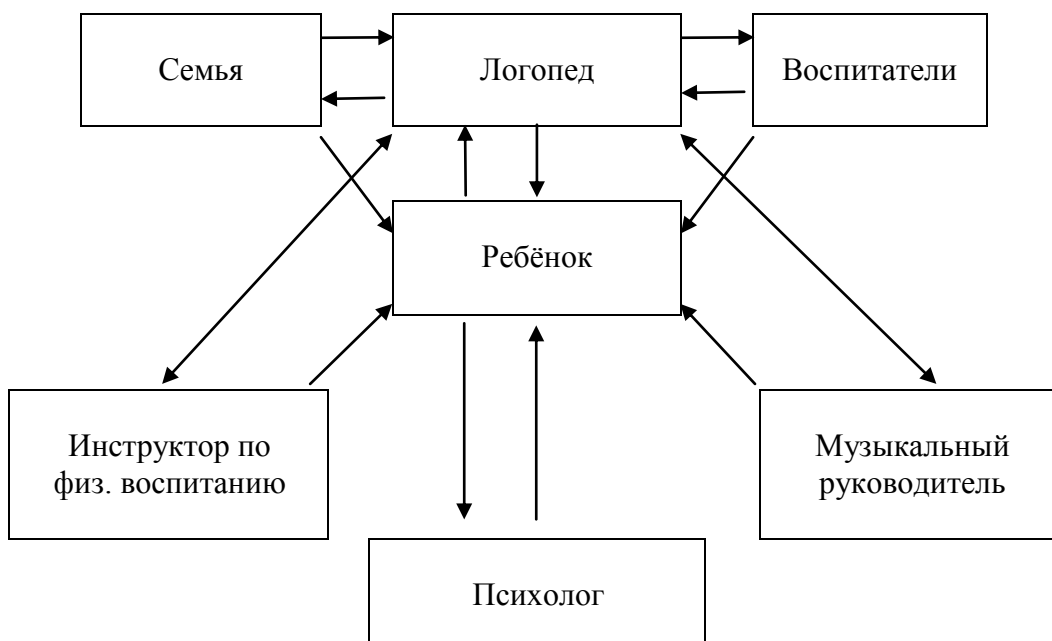 Семья
Логопед
Воспитатели
Ребёнок
Инструктор по
физ. воспитанию
Музыкальный
руководитель
Психолог